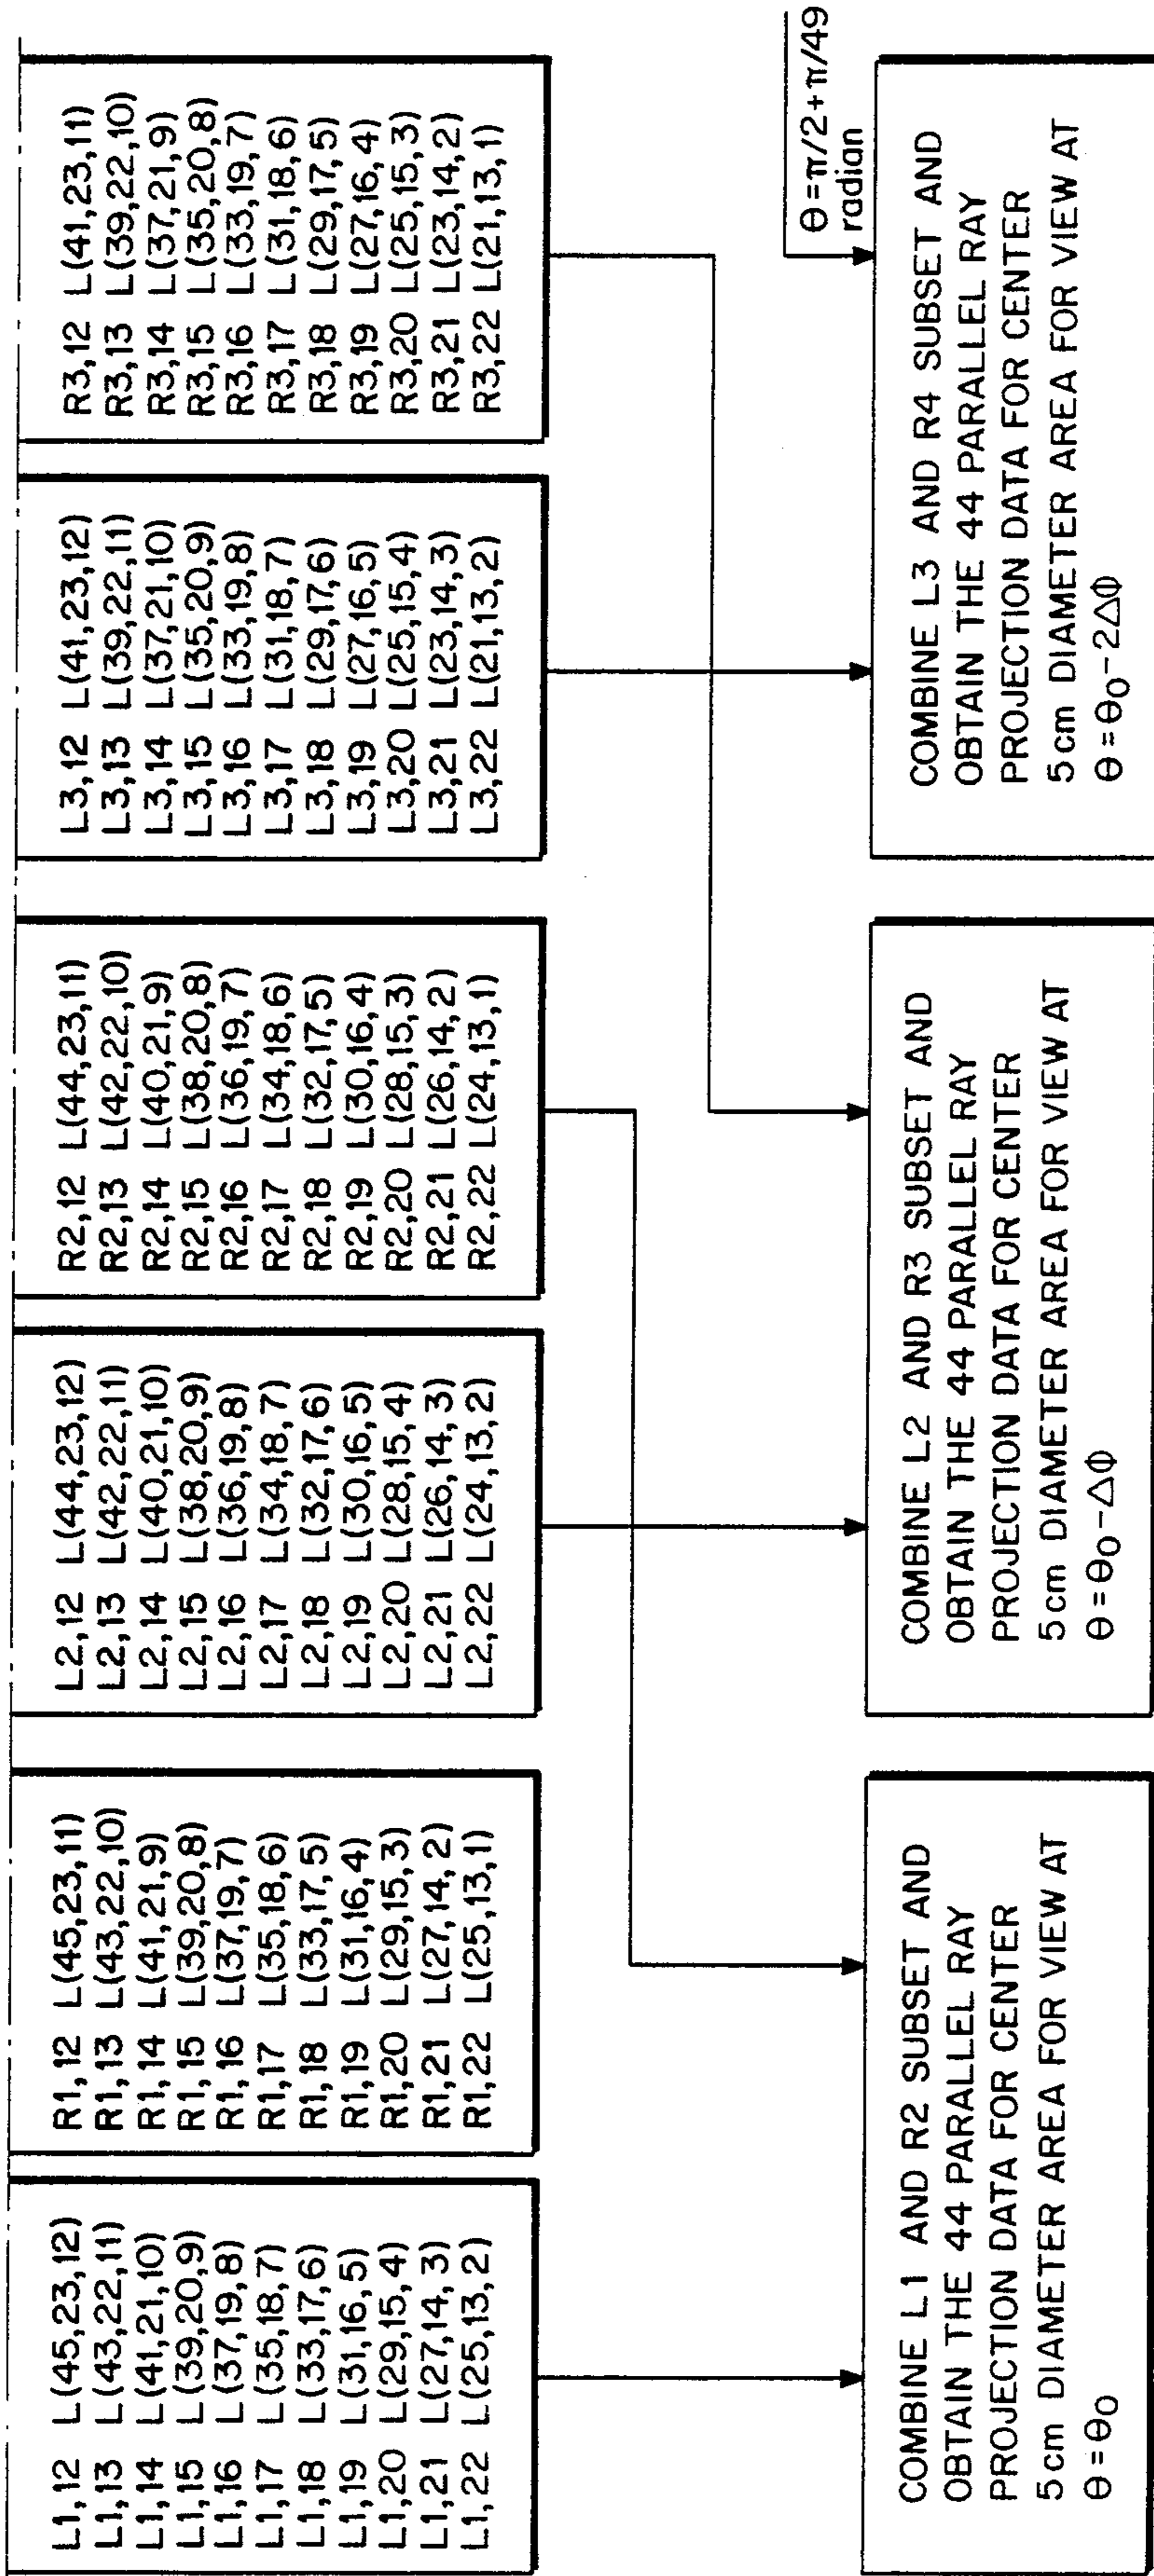 L1,12 L(45,23,12)
L1,13 L(43,22,11)
L1,14 L(41,21,10)
L1,15 L(39,20,9)
L1,16 L(37,19,8)
L1,17 L(35,18,7)
L1,18 L(33,17,6)
L1,19 L(31,16,5)
L1,20 L(29,15,4)
L1,21 L(27,14,3)
L1,22 L(25,13,2)
R1,12 L(45,23,11)
R1,13 L(43,22,10)
R1,14 L(41,21,9)
R1,15 L(39,20,8)
R1,16 L(37,19,7)
R1,17 L(35,18,6)
R1,18 L(33,17,5)
R1,19 L(31,16,4)
R1,20 L(29,15,3)
R1,21 L(27,14,2)
R1,22 L(25,13,1)
L2,12 L(44,23,12)
L2,13 L(42,22,11)
L2,14 L(40,21,10)
L2,15 L(38,20,9)
L2,16 L(36,19,8)
L2,17 L(34,18,7)
L2,18 L(32,17,6)
L2,19 L(30,16,5)
L2,20 L(28,15,4)
L2,21 L(26,14,3)
L2,22 L(24,13,2)
R2,12 L(44,23,11)
R2,13 L(42,22,10)
R2,14 L(40,21,9)
R2,15 L(38,20,8)
R2,16 L(36,19,7)
R2,17 L(34,18,6)
R2,18 L(32,17,5)
R2,19 L(30,16,4)
R2,20 L(28,15,3)
R2,21 L(26,14,2)
R2,22 L(24,13,1)
L3,12 L(41,23,12)
L3,13 L(39,22,11)
L3,14 L(37,21,10)
L3,15 L(35,20,9)
L3,16 L(33,19,8)
L3,17 L(31,18,7)
L3,18 L(29,17,6)
L3,19 L(27,16,5)
L3,20 L(25,15,4)
L3,21 L(23,14,3)
L3,22 L(21,13,2)
R3,12 L(41,23,11)
R3,13 L(39,22,10)
R3,14 L(37,21,9)
R3,15 L(35,20,8)
R3,16 L(33,19,7)
R3,17 L(31,18,6)
R3,18 L(29,17,5)
R3,19 L(27,16,4)
R3,20 L(25,15,3)
R3,21 L(23,14,2)
R3,22 L(21,13,1)
θ=π/2+π/49
radian
COMBINE L1 AND R2 SUBSET AND
OBTAIN THE 44 PARALLEL RAY
PROJECTION DATA FOR CENTER
5cm DIAMETER AREA FOR VIEW AT
θ=θ₀
COMBINE L2 AND R3 SUBSET AND
OBTAIN THE 44 PARALLEL RAY
PROJECTION DATA FOR CENTER
5cm DIAMETER AREA FOR VIEW AT
θ=θ₀-△Φ
COMBINE L3 AND R4 SUBSET AND
OBTAIN THE 44 PARALLEL RAY
PROJECTION DATA FOR CENTER
5cm DIAMETER AREA FOR VIEW AT
θ=θ₀-2△Φ